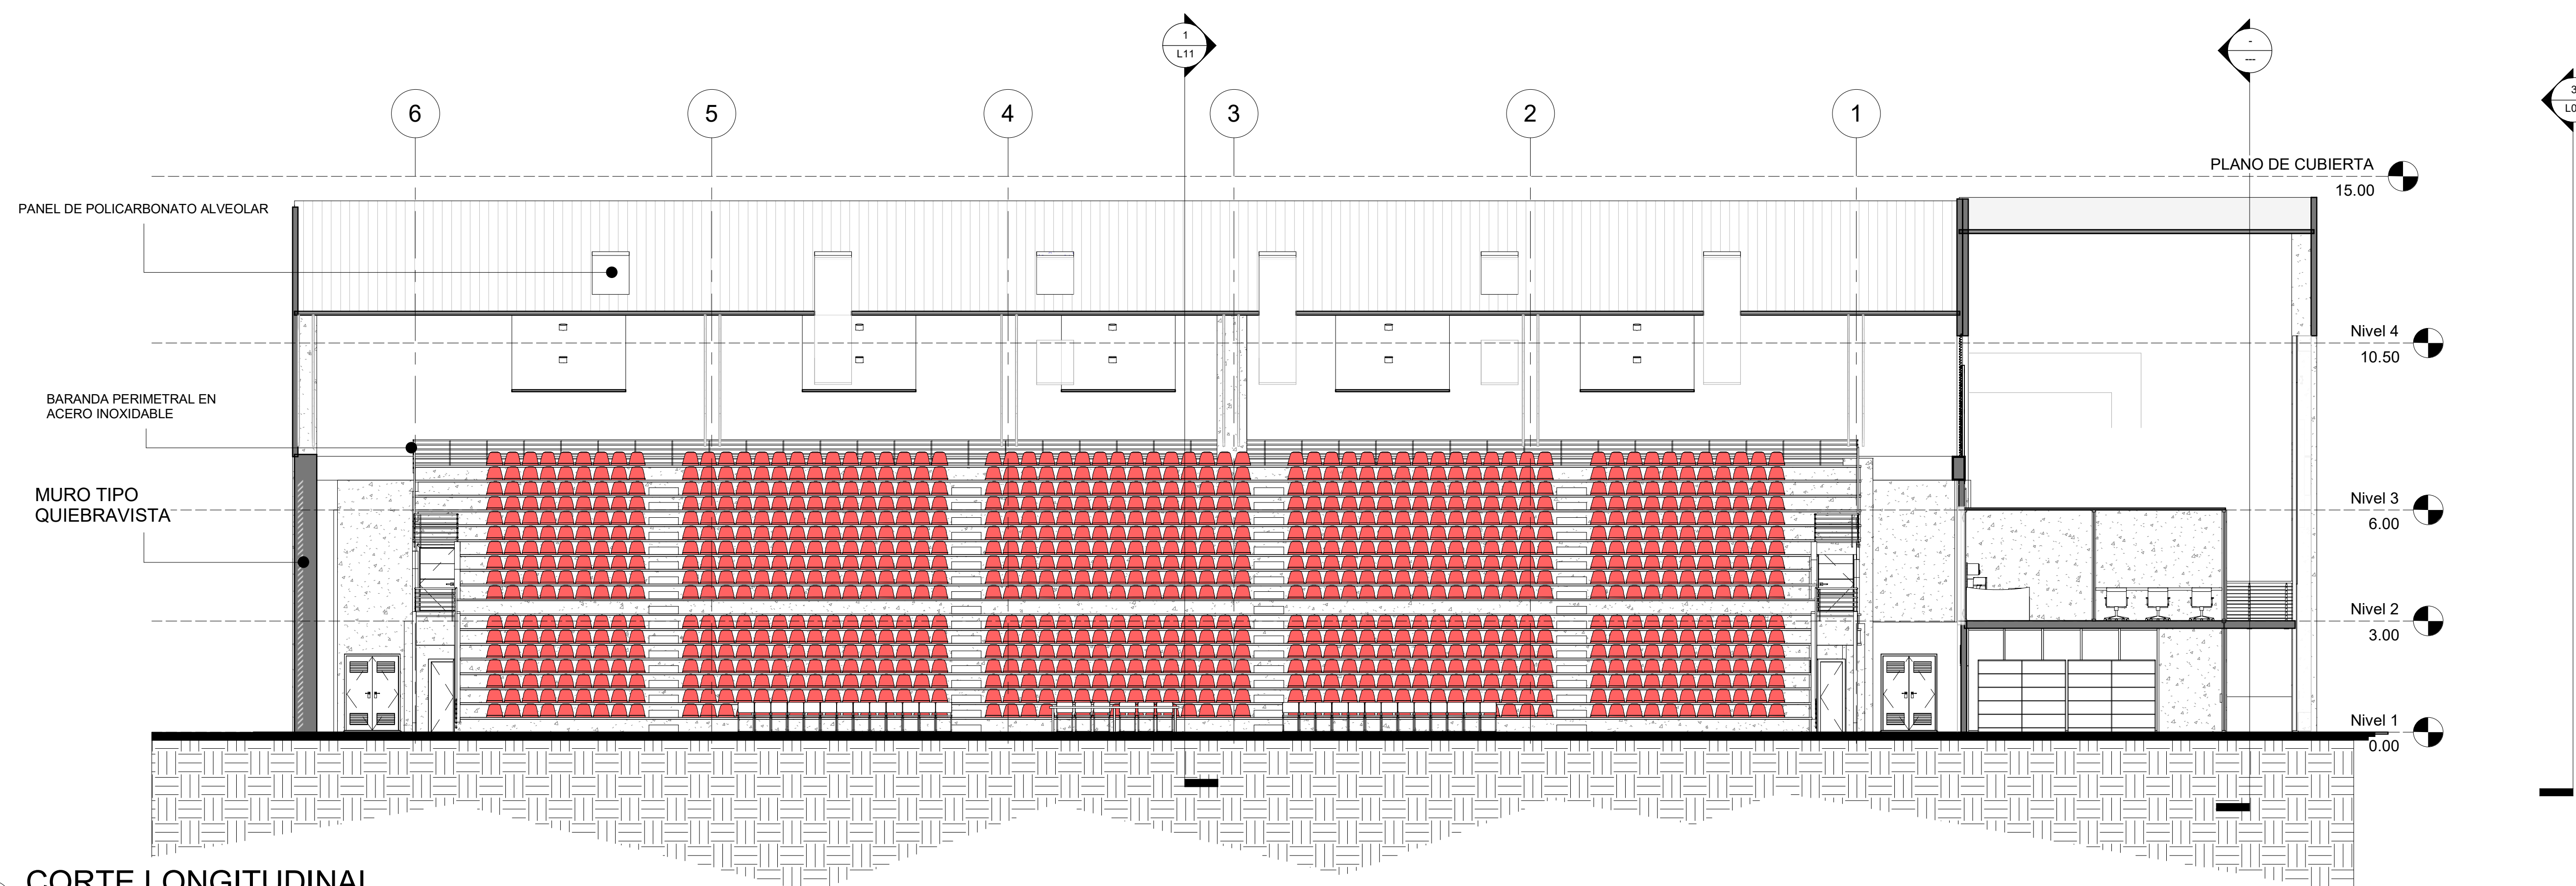 1
L11
-
---
3
6
5
4
3
2
1
PLANO DE CUBIERTA
15.00
PANEL DE POLICARBONATO ALVEOLAR
Nivel 4
10.50
BARANDA PERIMETRAL EN
ACERO INOXIDABLE
MURO TIPO
QUIEBRAVISTA
Nivel 3
6.00
Nivel 2
3.00
Nivel 1
0.00
CORTE LONGITUDINAL